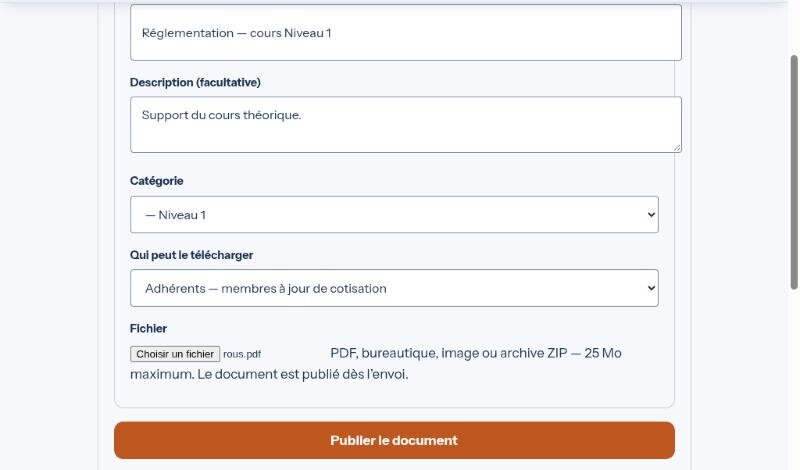 Réglementation — cours Niveau 1
Description (facultative)
Support du cours théorique.
Catégorie
— Niveau 1
Qui peut le télécharger
Adhérents — membres à jour de cotisation
Fichier
Choisir un fichier rous.pdf PDF, bureautique, image ou archive ZIP — 25 Mo
maximum. Le document est publié dès l'envoi.
Publier le document